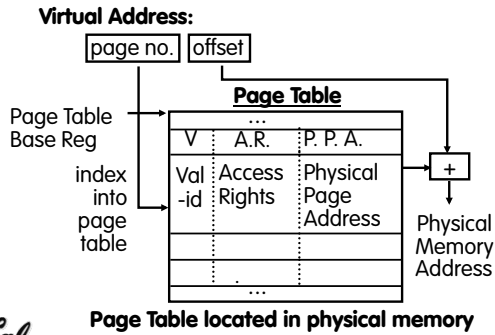 Virtual Address:
page no. offset
Page Table
...
Page Table
Base Reg
V A.R. P. P. A.
index
into
page
table
Val
-id
Access
Rights
Physical
Page
Address
+
Physical
Memory
Address
...
Page Table located in physical memory